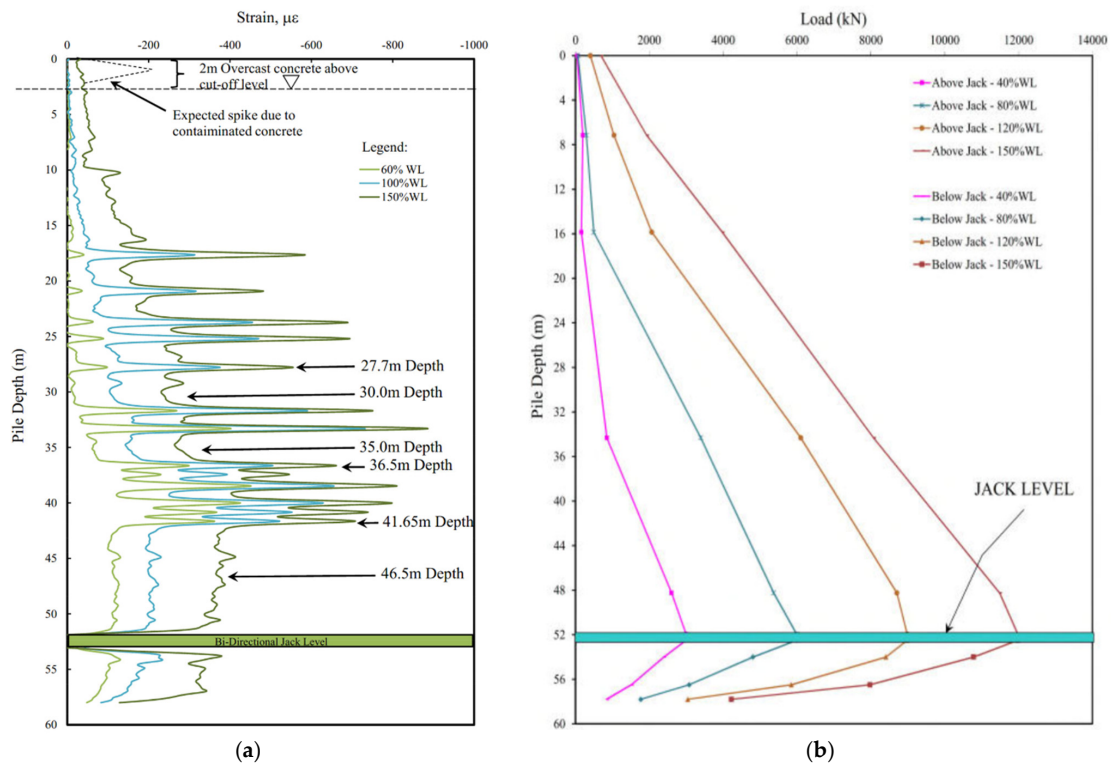 Strain, με
0 -200 -400 -600 -800 -1000
0
5
10
15
20
25
30
35
40
45
50
55
60
Pile Depth (m)
2m Overcast concrete above
cut-off level
Expected spike due to
contaiminated concrete
Legend:
60% WL
100%WL
150%WL
27.7m Depth
30.0m Depth
35.0m Depth
36.5m Depth
41.65m Depth
46.5m Depth
Bi-Directional Jack Level
(a)
Load (kN)
0 2000 4000 6000 8000 10000 12000 14000
0
4
8
12
16
20
24
28
32
36
40
44
48
52
56
60
Pile Depth (m)
Above Jack - 40%WL
Above Jack - 80%WL
Above Jack - 120%WL
Above Jack - 150%WL
Below Jack - 40%WL
Below Jack - 80%WL
Below Jack - 120%WL
Below Jack - 150%WL
JACK LEVEL
(b)